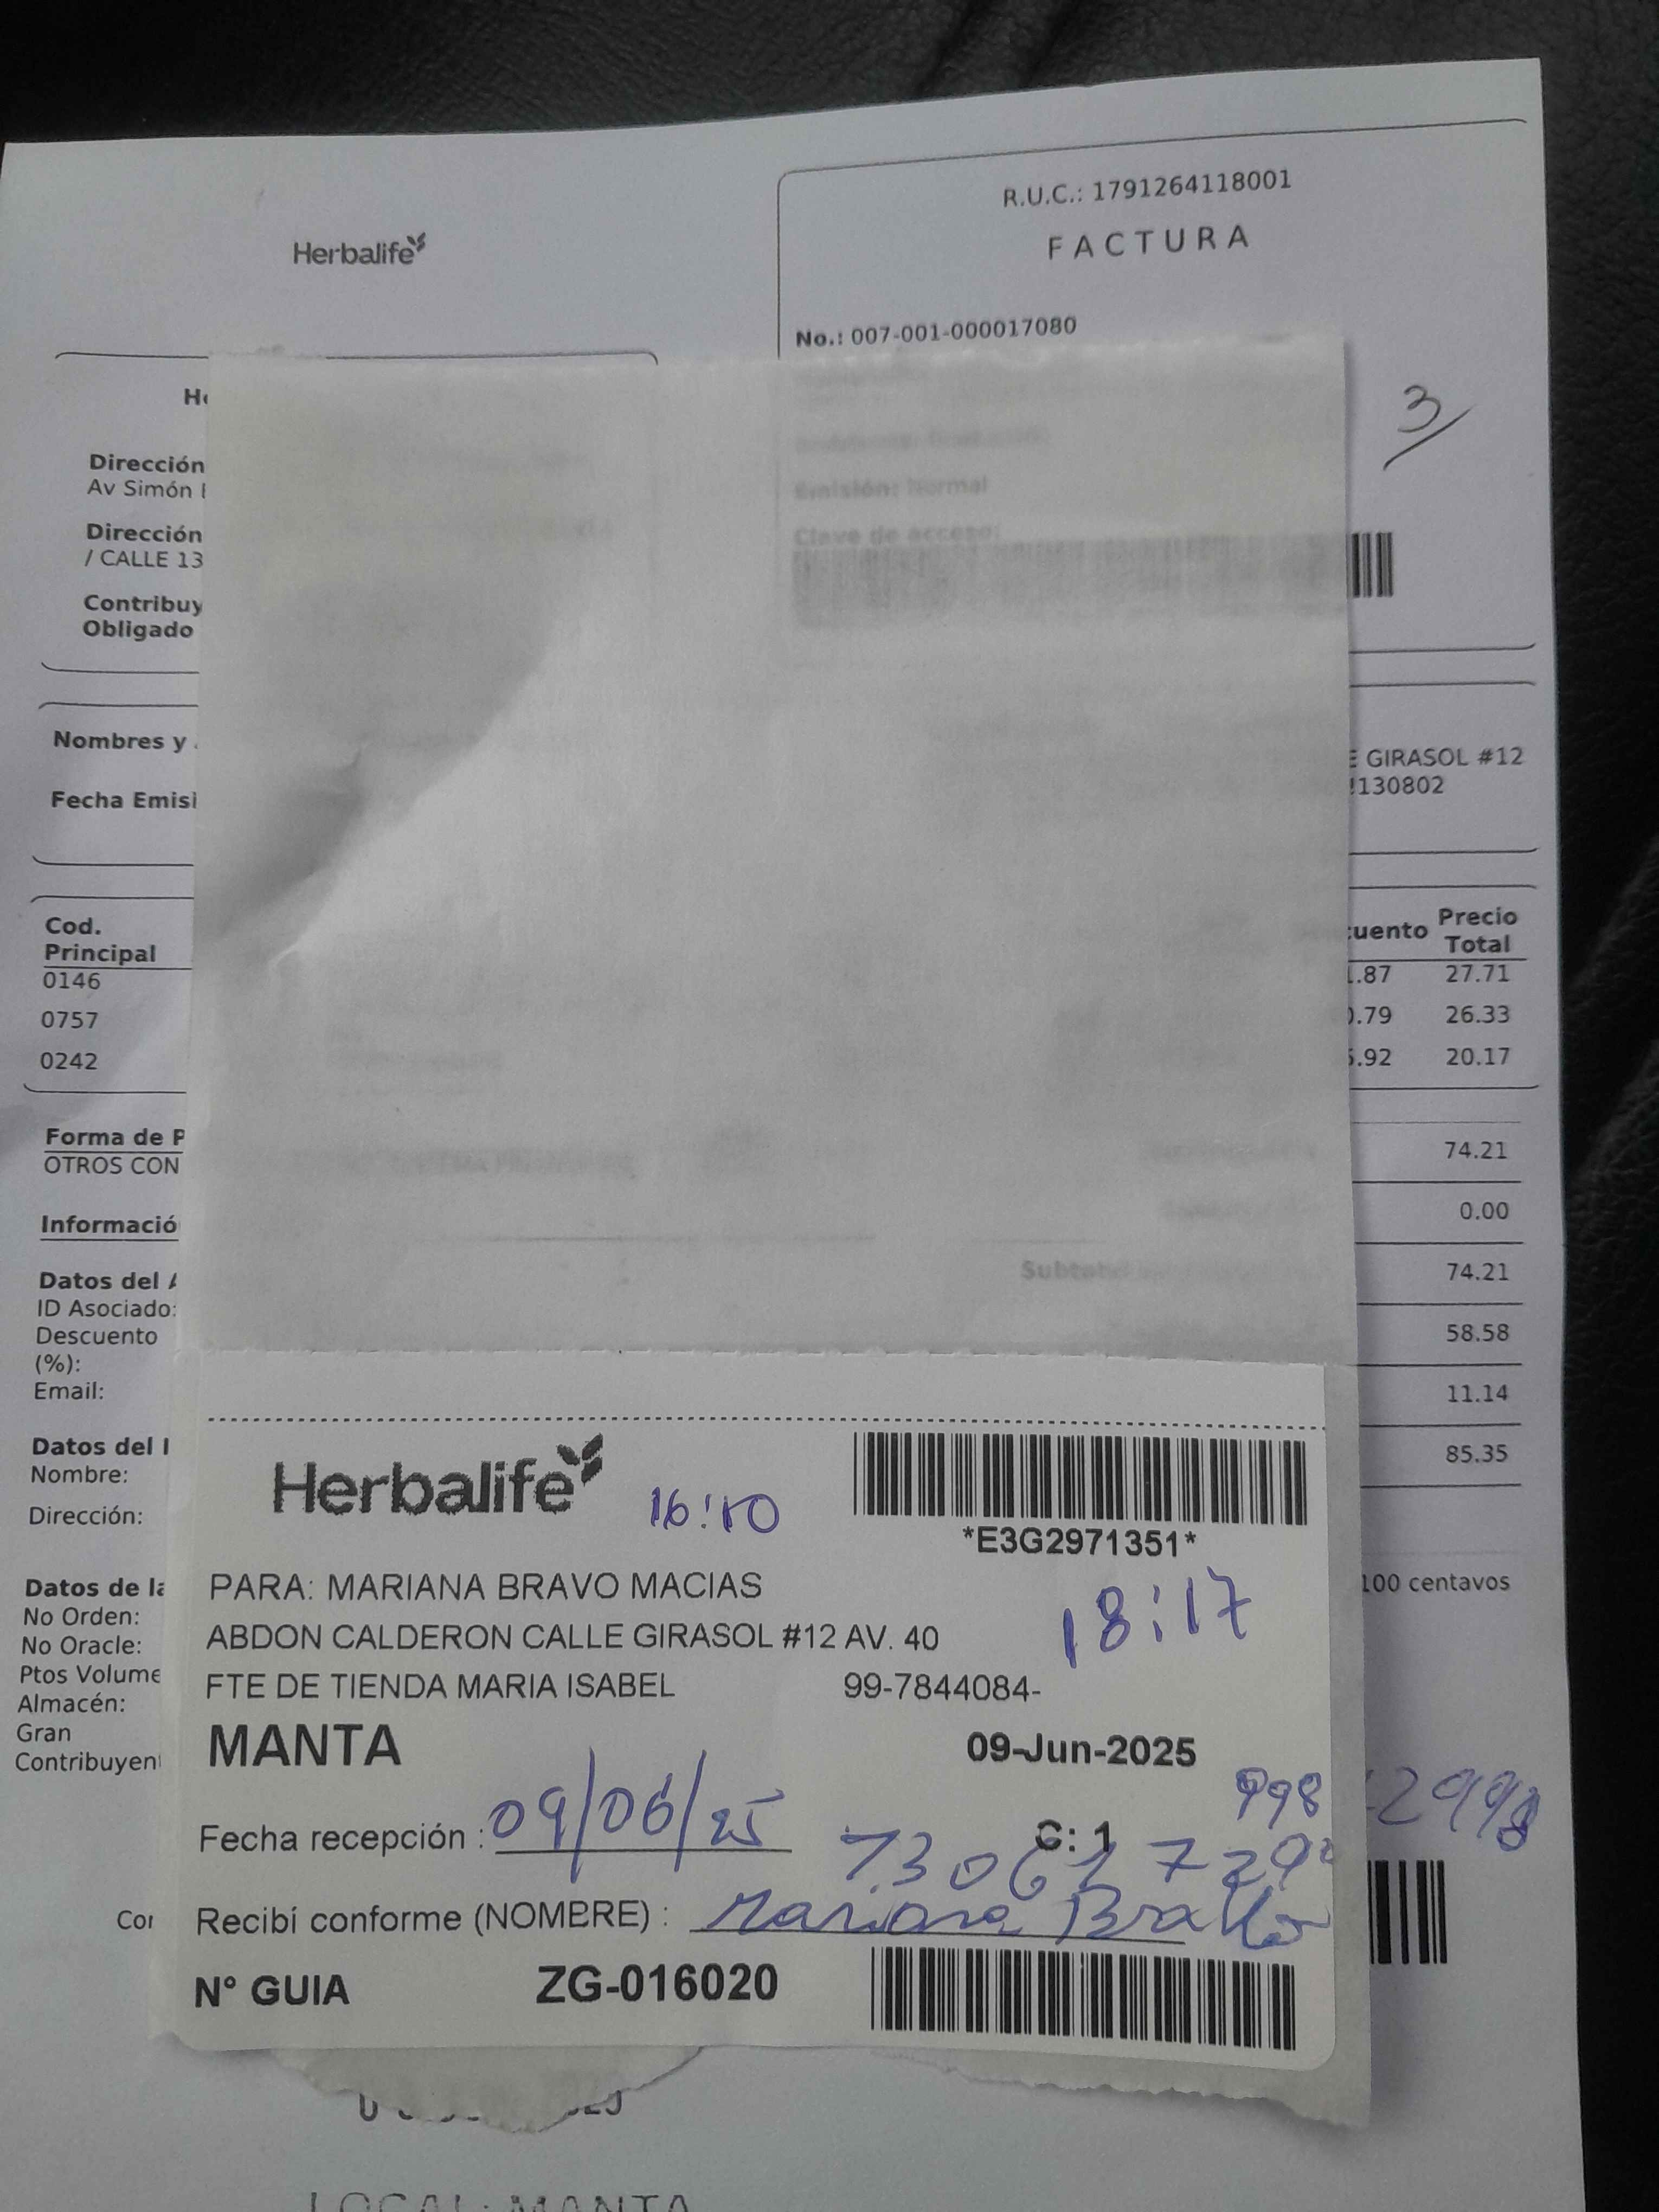 R.U.C.: 1791264118001
Herbalife
FACTURA
No.: 007-001-000017080
3/
Dirección
Av Simón
Emisión: Normal
Dirección
Clave de acceso:
/ CALLE 13
Contribuy
Obligado
Nombres y
GIRASOL #12
130802
Fecha Emisi
Cod. Principal
cuento Precio Total
0146 .87 27.71
0757 .79 26.33
0242 .92 20.17
Forma de P
74.21
OTROS CON
Informació
0.00
Datos del A
Subtotal
74.21
ID Asociado:
Descuento
58.58
(%):
Email:
11.14
Datos del I
85.35
Nombre:
Dirección:
Datos de la
100 centavos
No Orden:
No Oracle:
Ptos Volume
Almacén:
Gran
Contribuyent
Herbalife
16:10
*E3G2971351*
PARA: MARIANA BRAVO MACIAS
18:17
ABDON CALDERON CALLE GIRASOL #12 AV. 40
FTE DE TIENDA MARIA ISABEL 99-7844084-
MANTA 09-Jun-2025
998 2998
Fecha recepción : 09/06/25 C: 1
Recibí conforme (NOMBRE) : Mariana Bravo
N° GUIA ZG-016020
LOCAL: MANTA